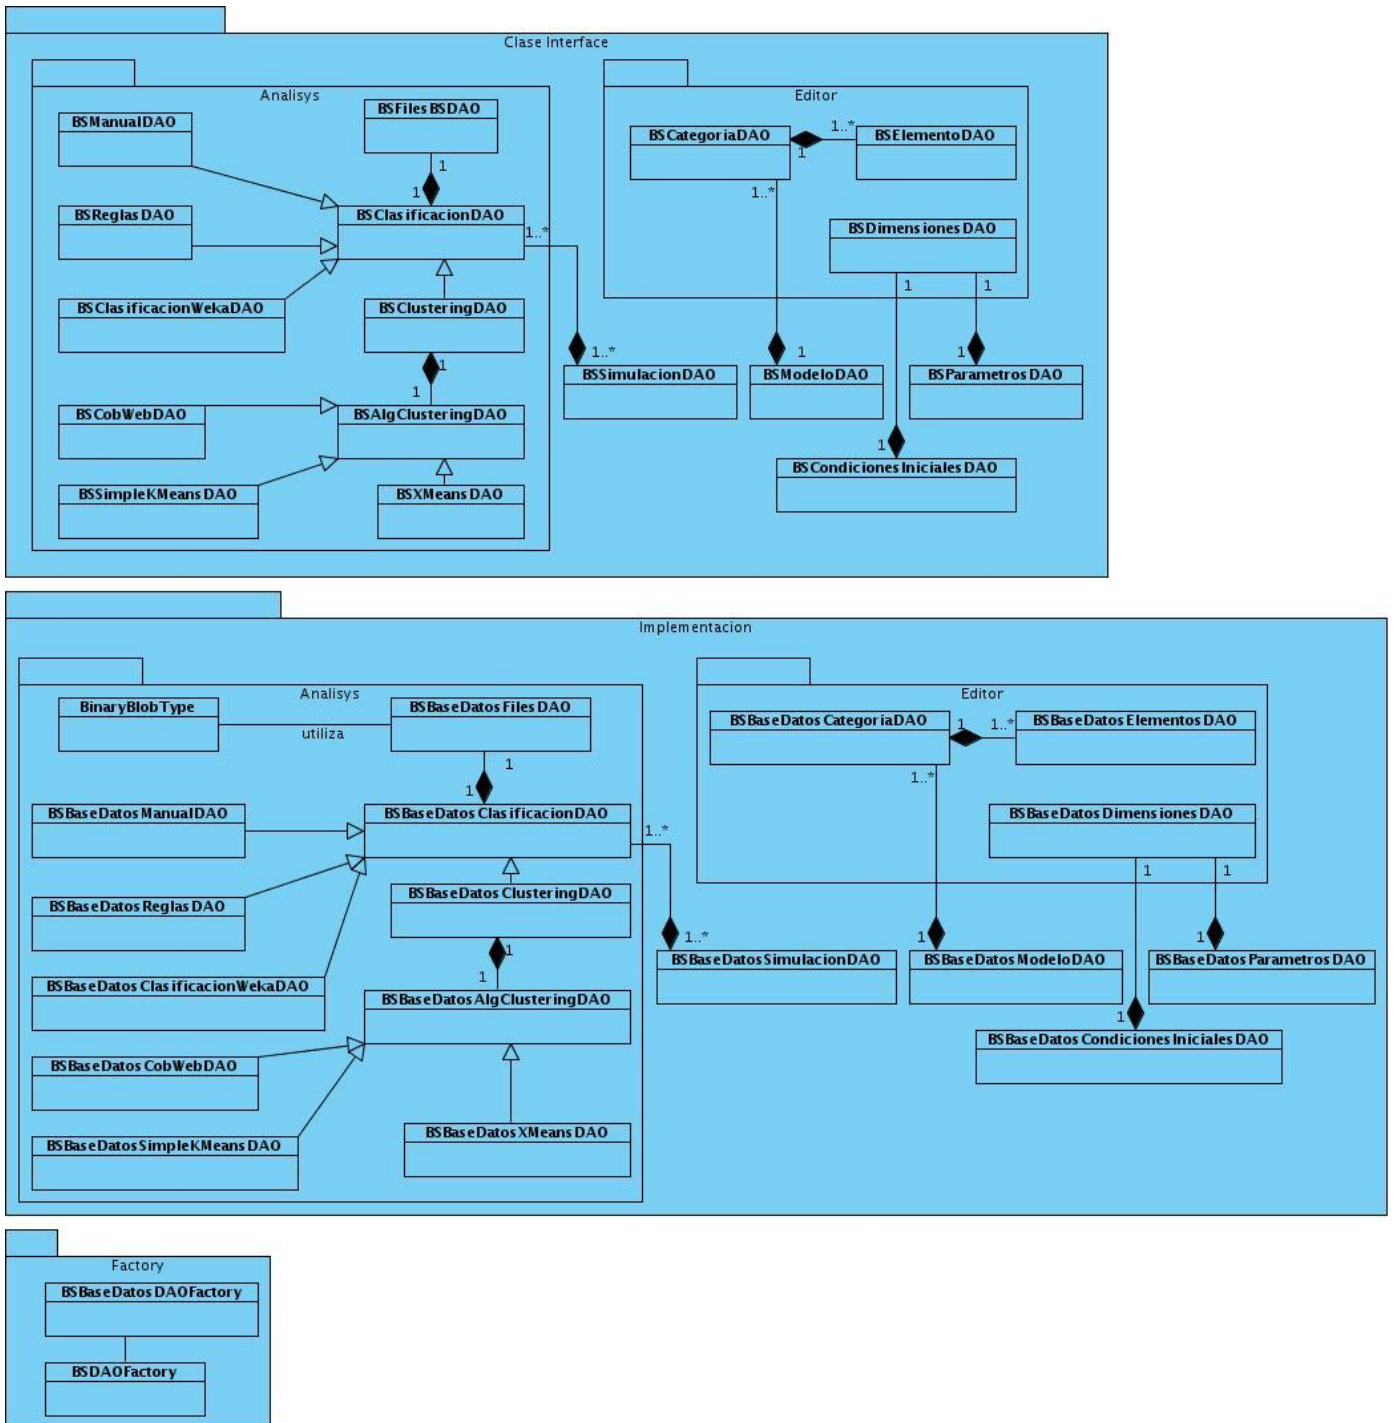 Clase Interface
Analisys
BSManualDAO
BSFilesBSDAO
1
1
BSReglasDAO
BSClasificacionDAO
1..*
BSClasificacionWekaDAO
BSClusteringDAO
1
1
BSCobWebDAO
BSAlgClusteringDAO
BSSimpleKMeansDAO
BSXMeansDAO
Editor
BSCategoriaDAO
1
1..*
BSElementoDAO
1..*
BSDimensionesDAO
1
1
1..*
1
1
BSSimulacionDAO
BSModeloDAO
BSParametrosDAO
1
BSCondicionesInicialesDAO
Implementacion
Analisys
BinaryBlobType
utiliza
BSBaseDatosFilesDAO
1
1
BSBaseDatosManualDAO
BSBaseDatosClasificacionDAO
1..*
BSBaseDatosReglasDAO
BSBaseDatosClusteringDAO
1
1
BSBaseDatosClasificacionWekaDAO
BSBaseDatosAlgClusteringDAO
BSBaseDatosCobWebDAO
BSBaseDatosSimpleKMeansDAO
BSBaseDatosXMeansDAO
Editor
BSBaseDatosCategoriaDAO
1
1..*
BSBaseDatosElementosDAO
1..*
BSBaseDatosDimensionesDAO
1
1
1..*
1
1
BSBaseDatosSimulacionDAO
BSBaseDatosModeloDAO
BSBaseDatosParametrosDAO
1
BSBaseDatosCondicionesInicialesDAO
Factory
BSBaseDatosDAOFactory
BSDAOFactory